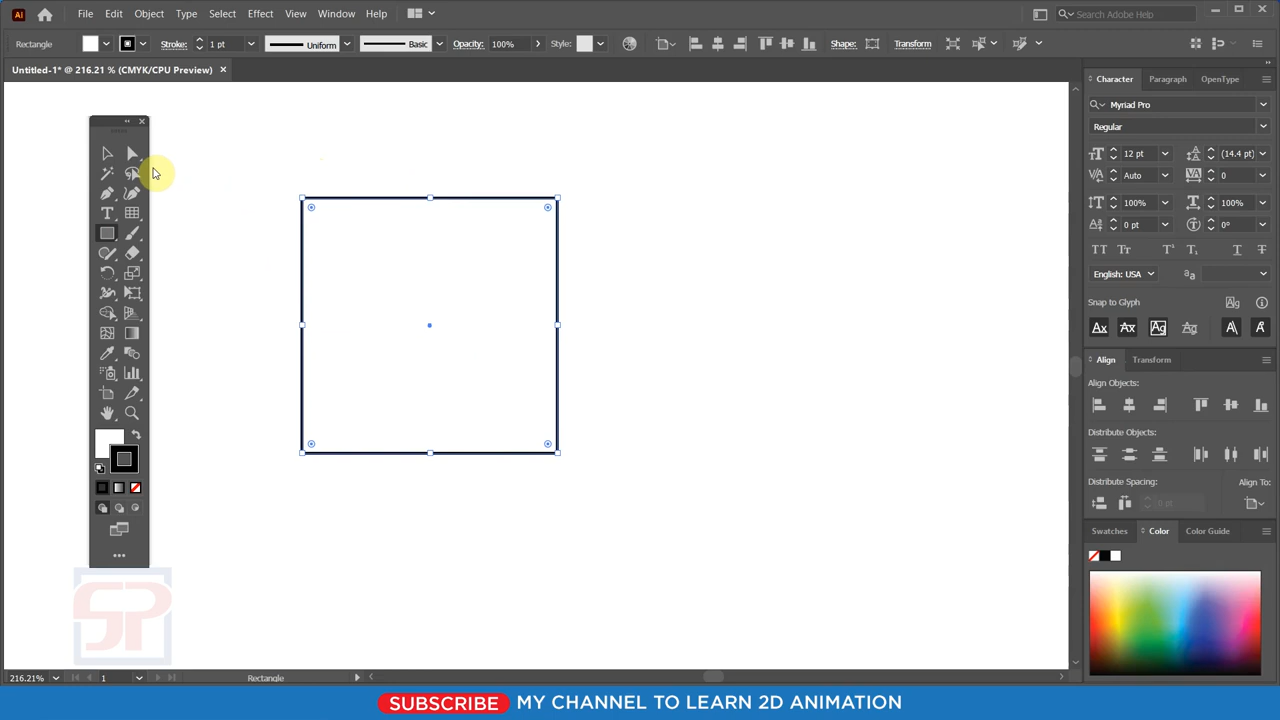 Ai File Edit Object Type Select Effect View Window Help Search Adobe Help
Rectangle Stroke: 1 pt Uniform Basic Opacity: 100% Style: Shape: Transform
Untitled-1* @ 216.21 % (CMYK/CPU Preview)
Character Paragraph OpenType
Myriad Pro
Regular
12 pt (14.4 pt)
Auto 0
100% 100%
0 pt 0°
English: USA
Snap to Glyph
Align Transform
Align Objects:
Distribute Objects:
Distribute Spacing: Align To:
0 pt
Swatches Color Color Guide
SP
216.21% 1 Rectangle
SUBSCRIBE MY CHANNEL TO LEARN 2D ANIMATION